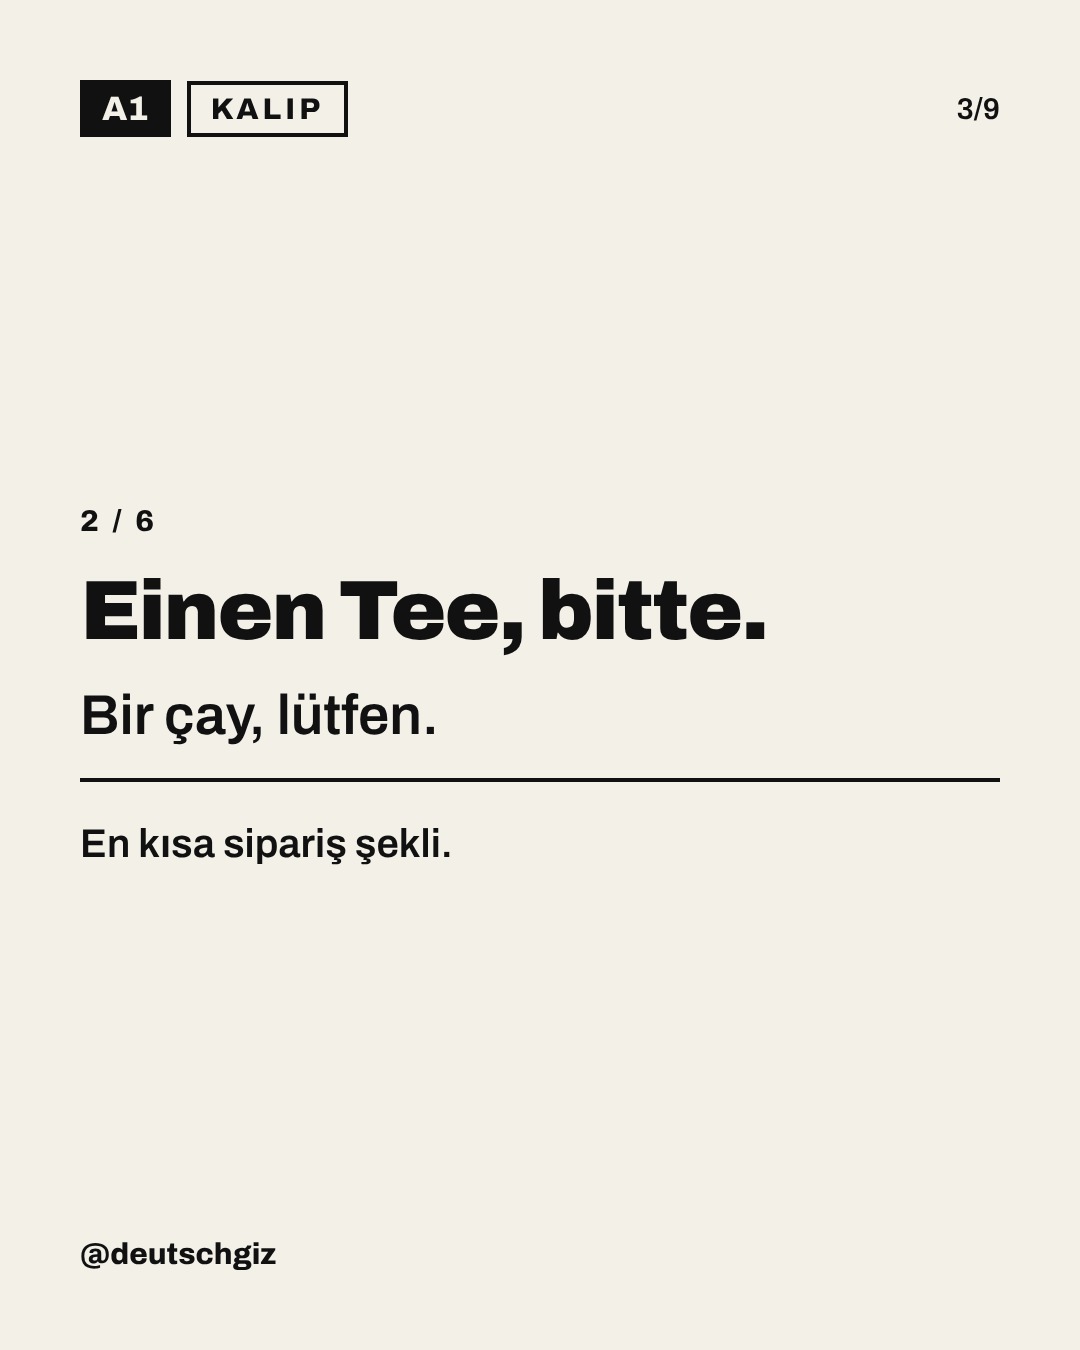 A1 KALIP 3/9
2 / 6
Einen Tee, bitte.
Bir çay, lütfen.
En kısa sipariş şekli.
@deutschgiz